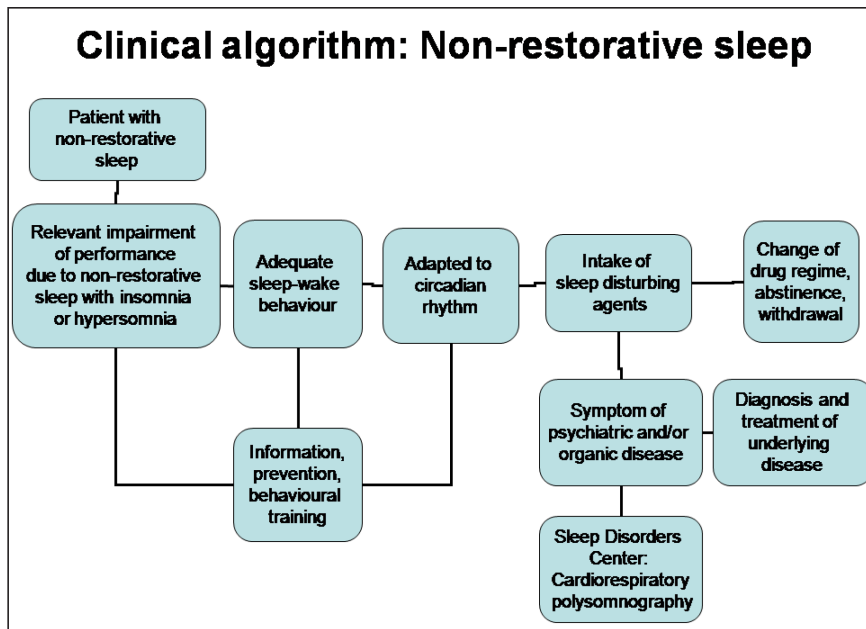 Clinical algorithm: Non-restorative sleep
Patient with
non-restorative
sleep
Relevant impairment
of performance
due to non-restorative
sleep with insomnia
or hypersomnia
Adequate
sleep-wake
behaviour
Adapted to
circadian
rhythm
Intake of
sleep disturbing
agents
Change of
drug regime,
abstinence,
withdrawal
Information,
prevention,
behavioural
training
Symptom of
psychiatric and/or
organic disease
Diagnosis and
treatment of
underlying
disease
Sleep Disorders
Center:
Cardiorespiratory
polysomnography